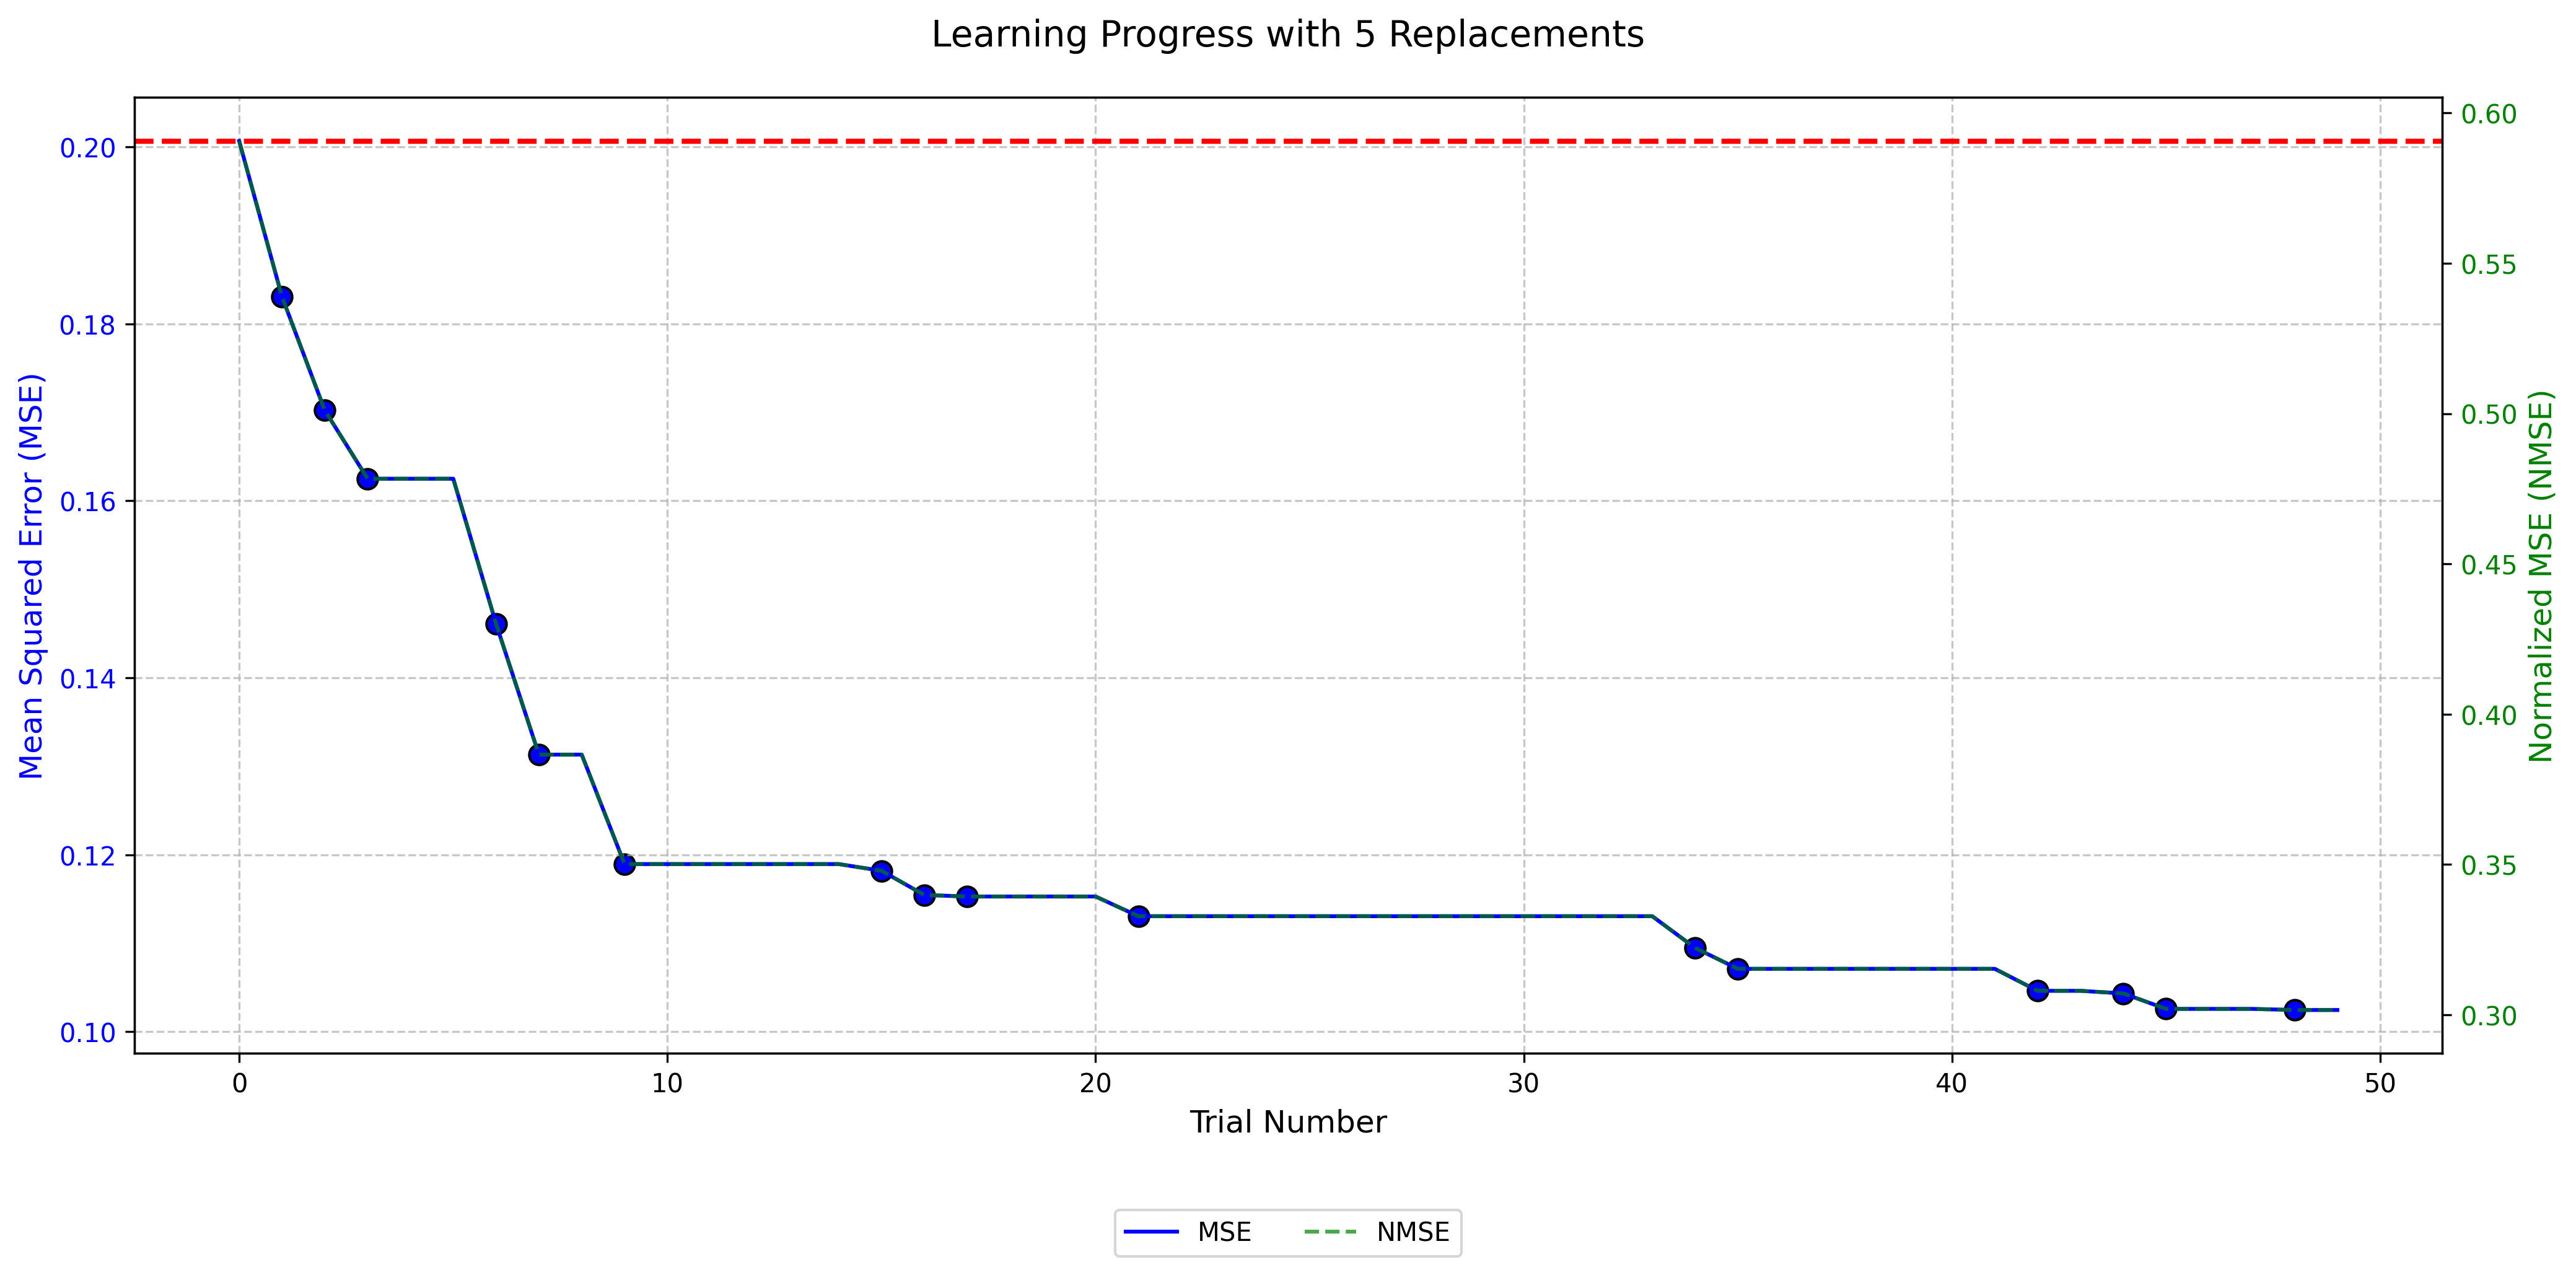 Learning Progress with 5 Replacements
Mean Squared Error (MSE)
0.20
0.18
0.16
0.14
0.12
0.10
0.60
0.55
0.50
0.45
0.40
0.35
0.30
Normalized MSE (NMSE)
0 10 20 30 40 50
Trial Number
MSE NMSE